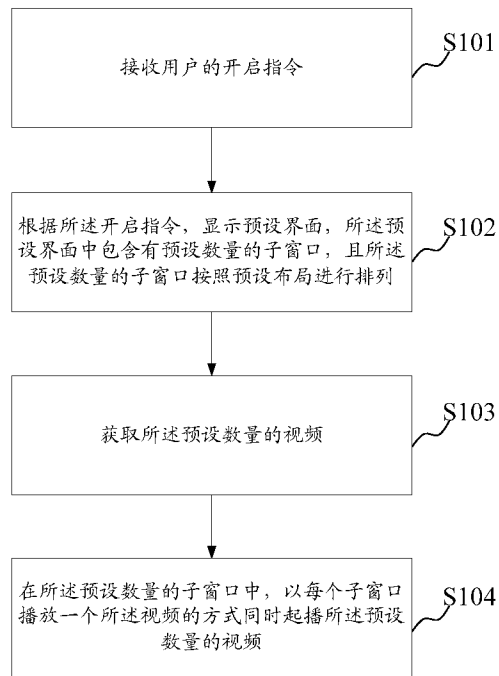 接收用户的开启指令
S101
根据所述开启指令，显示预设界面，所述预
设界面中包含有预设数量的子窗口，且所述
预设数量的子窗口按照预设布局进行排列
S102
获取所述预设数量的视频
S103
在所述预设数量的子窗口中，以每个子窗口
播放一个所述视频的方式同时起播所述预设
数量的视频
S104